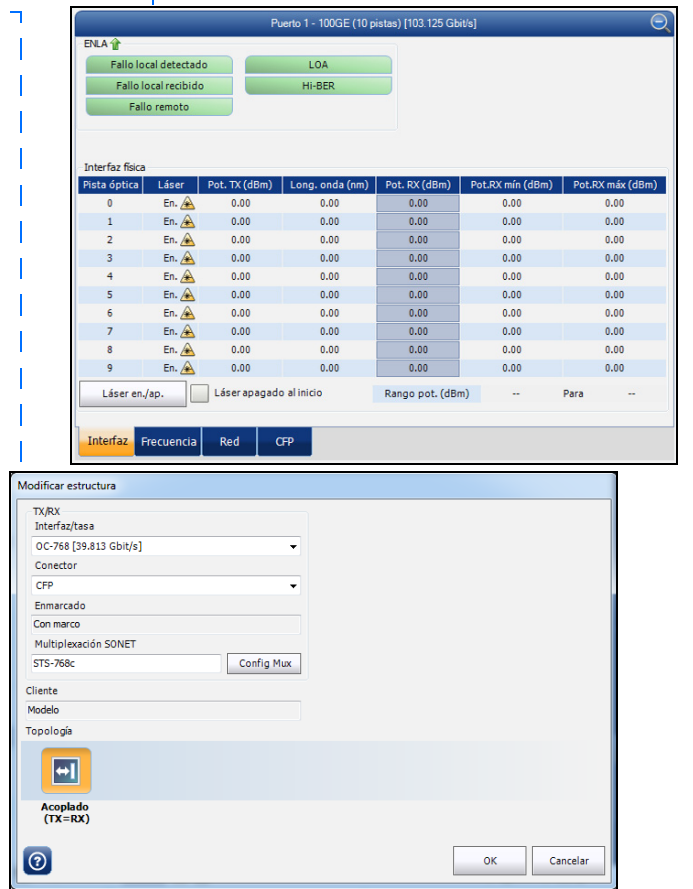 Puerto 1 - 100GE (10 pistas) [103.125 Gbit/s]
ENLA
Fallo local detectado LOA
Fallo local recibido Hi-BER
Fallo remoto
Interfaz física
Pista óptica Láser Pot. TX (dBm) Long. onda (nm) Pot. RX (dBm) Pot.RX mín (dBm) Pot.RX máx (dBm)
0 En. 0.00 0.00 0.00 0.00 0.00
1 En. 0.00 0.00 0.00 0.00 0.00
2 En. 0.00 0.00 0.00 0.00 0.00
3 En. 0.00 0.00 0.00 0.00 0.00
4 En. 0.00 0.00 0.00 0.00 0.00
5 En. 0.00 0.00 0.00 0.00 0.00
6 En. 0.00 0.00 0.00 0.00 0.00
7 En. 0.00 0.00 0.00 0.00 0.00
8 En. 0.00 0.00 0.00 0.00 0.00
9 En. 0.00 0.00 0.00 0.00 0.00
Láser en./ap. Láser apagado al inicio Rango pot. (dBm) -- Para --
Interfaz Frecuencia Red CFP
Modificar estructura
TX/RX
Interfaz/tasa
OC-768 [39.813 Gbit/s]
Conector
CFP
Enmarcado
Con marco
Multiplexación SONET
STS-768c Config Mux
Cliente
Modelo
Topología
Acoplado
(TX=RX)
? OK Cancelar